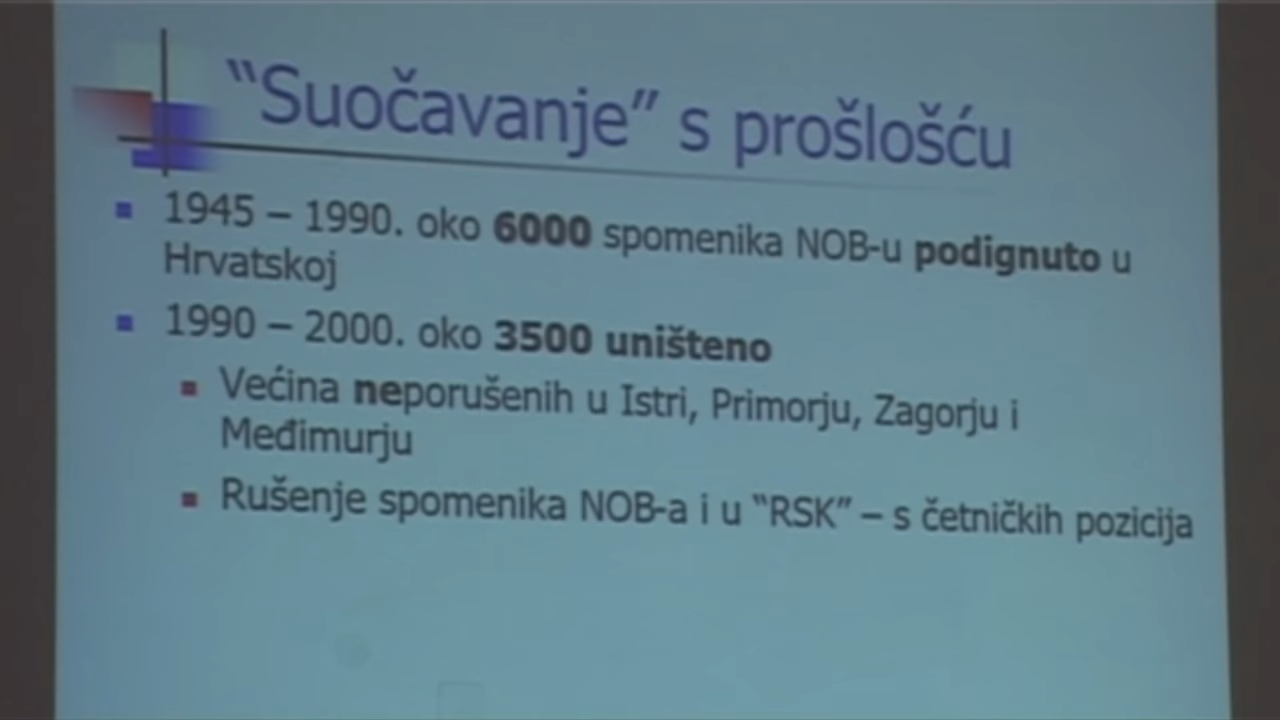 “Suočavanje” s prošlošću
1945 – 1990. oko 6000 spomenika NOB-u podignuto u
Hrvatskoj
1990 – 2000. oko 3500 uništeno
Većina neporušenih u Istri, Primorju, Zagorju i
Međimurju
Rušenje spomenika NOB-a i u “RSK” – s četničkih pozicija